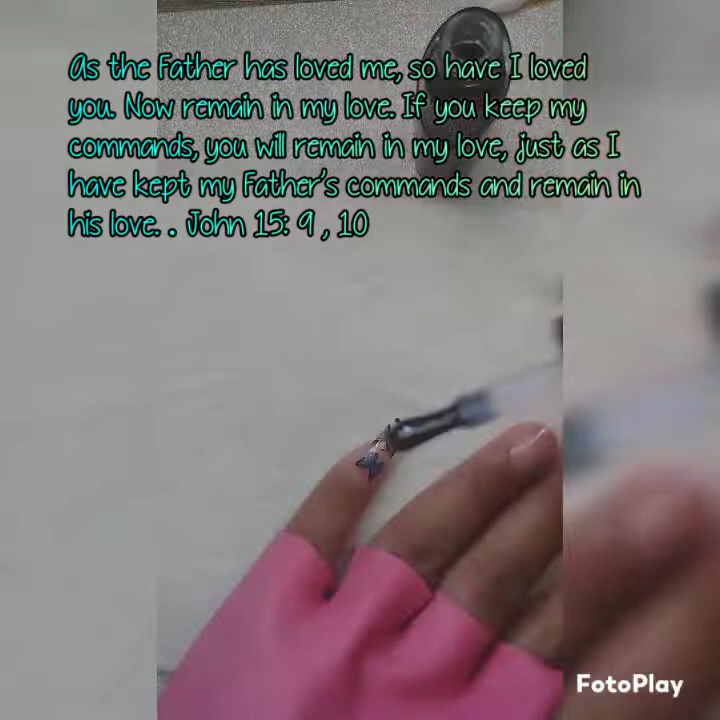 As the Father has loved me, so have I loved
you. Now remain in my love. If you keep my
commands, you will remain in my love, just as I
have kept my Father's commands and remain in
his love. . John 15: 9 , 10
FotoPlay